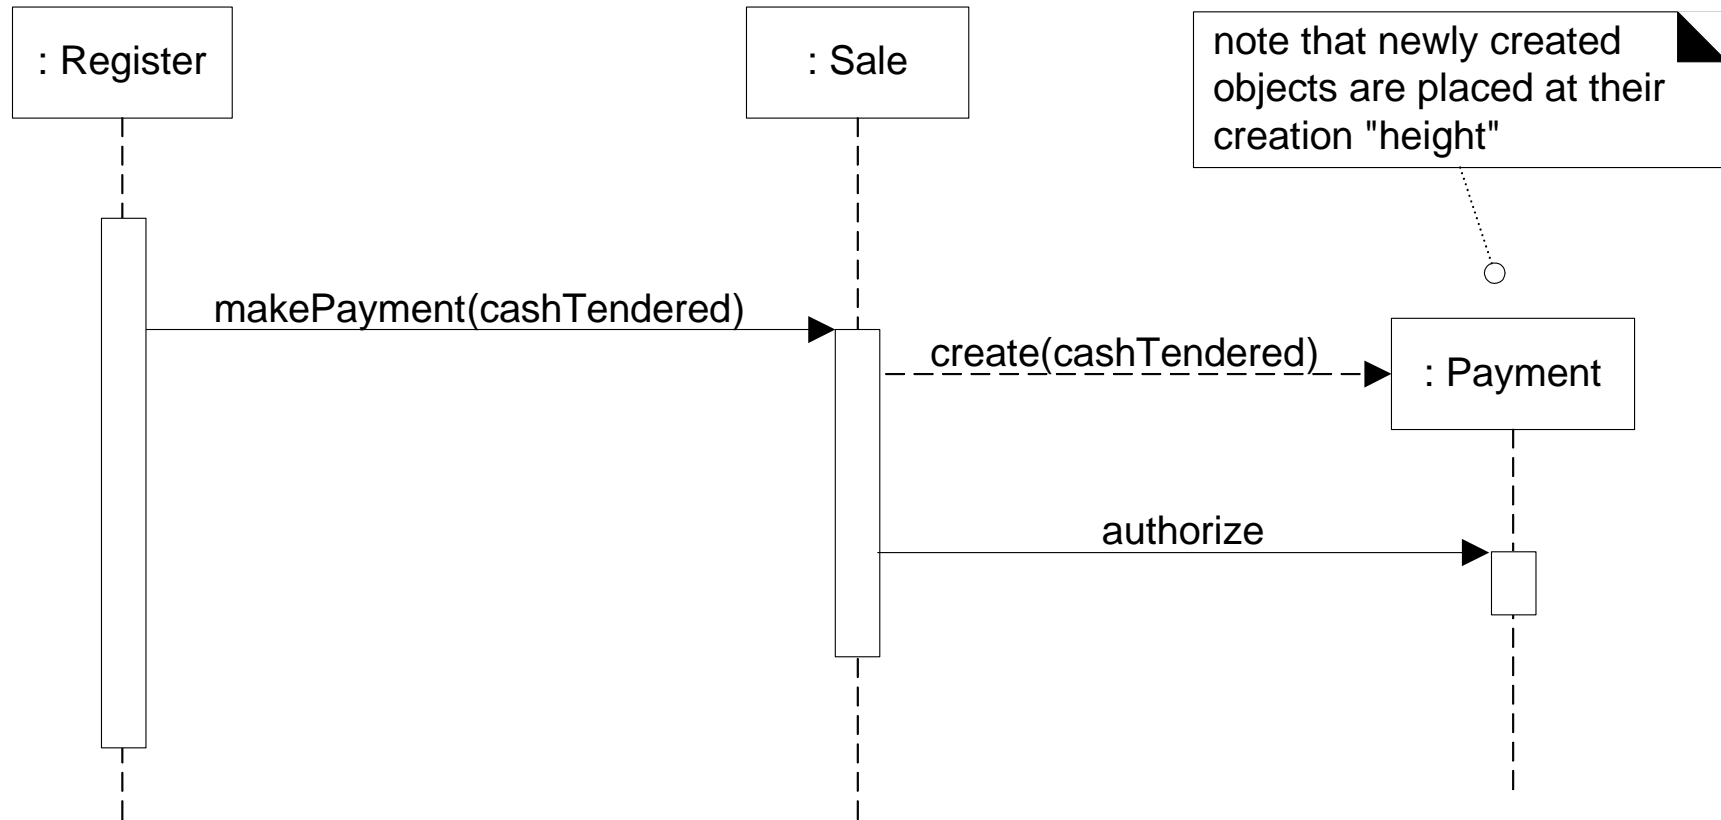 : Register
: Sale
note that newly created
objects are placed at their
creation "height"
makePayment(cashTendered)
create(cashTendered)
: Payment
authorize